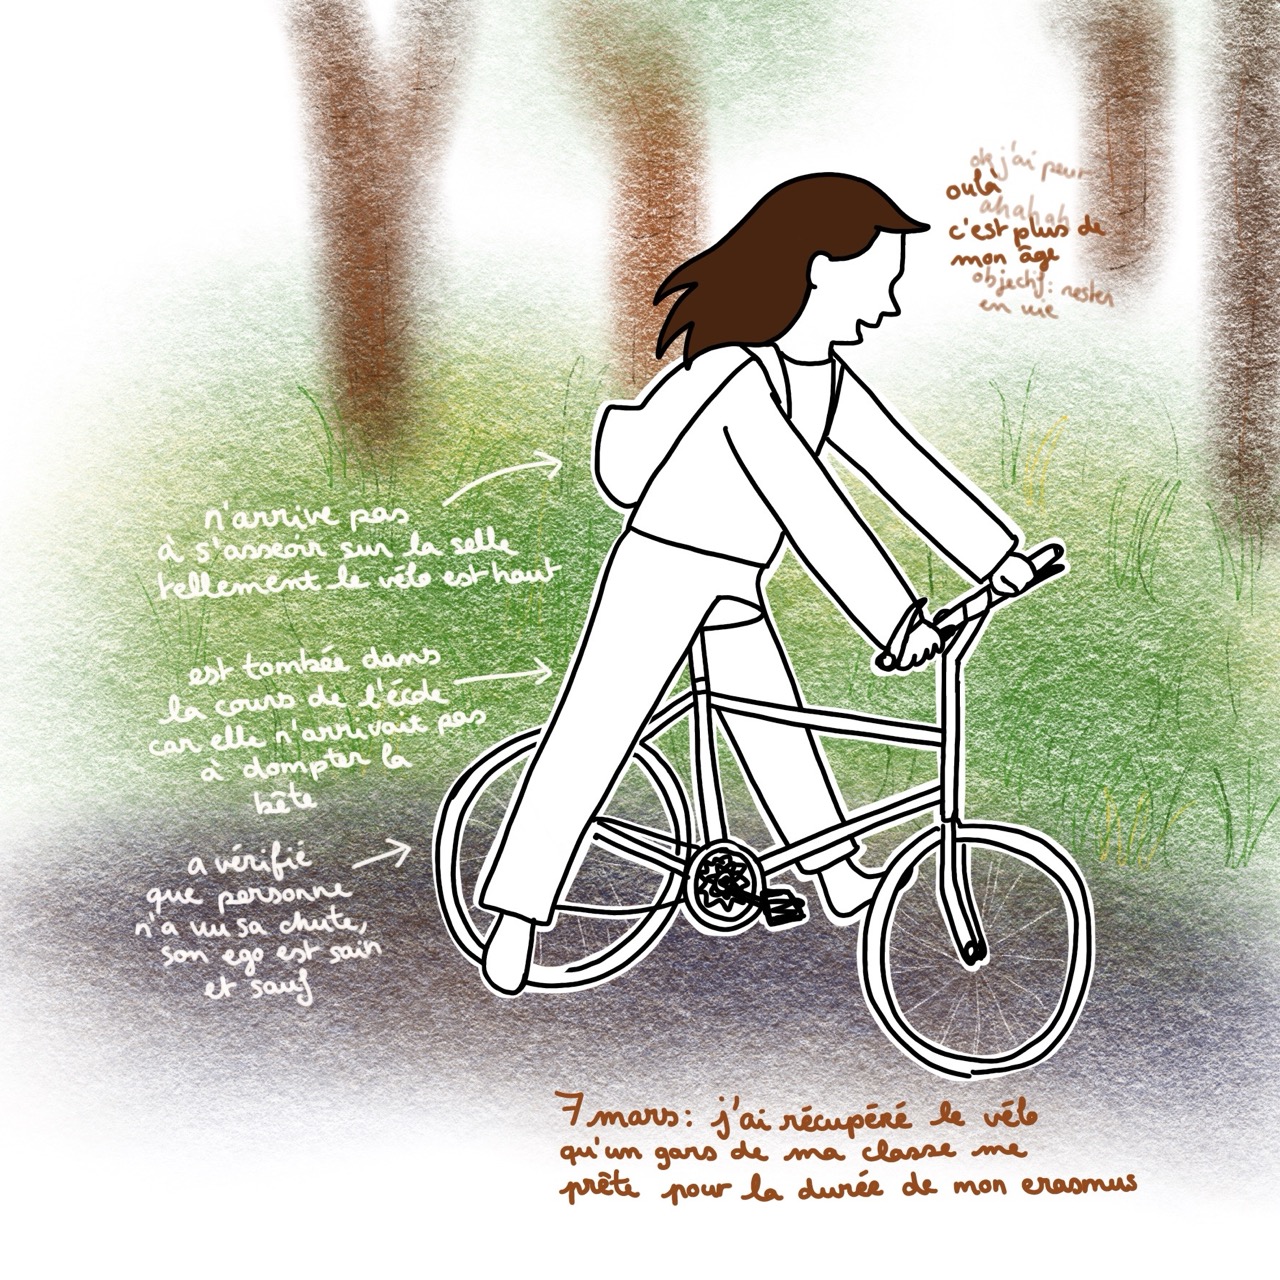 ok j'ai peur
oulà
ahahah
c'est plus de
mon âge
objectif: rester
en vie
n'arrive pas
à s'asseoir sur la selle
tellement le vélo est haut
est tombée dans
la cours de l'école
car elle n'arrivait pas
à dompter la
bête
a vérifié
que personne
n'a vu sa chute,
son ego est sain
et sauf
7 mars: j'ai récupéré le vélo
qu'un gars de ma classe me
prête pour la durée de mon erasmus